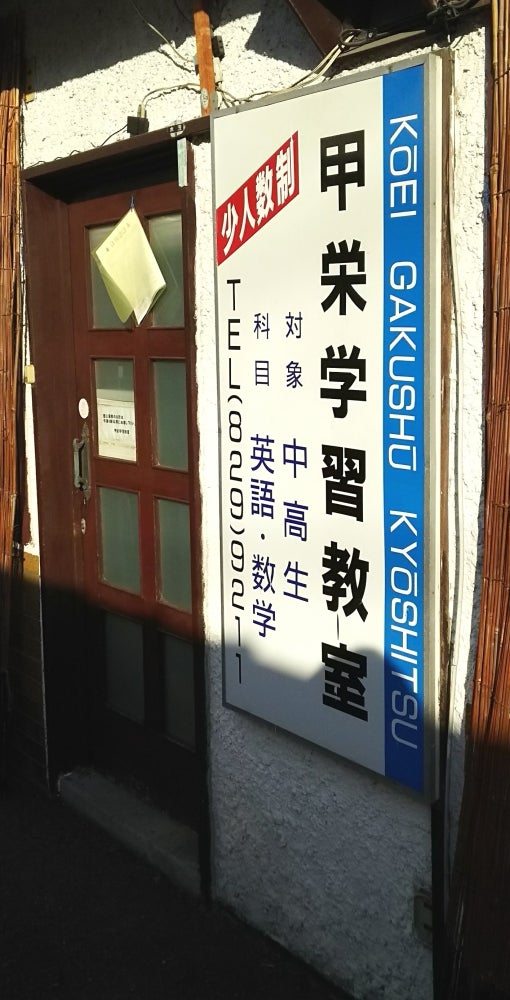 KŌEI GAKUSHŪ KYŌSHITSU
甲栄学習教室
少人数制
対象 中高生
科目 英語・数学
TEL(829)9211